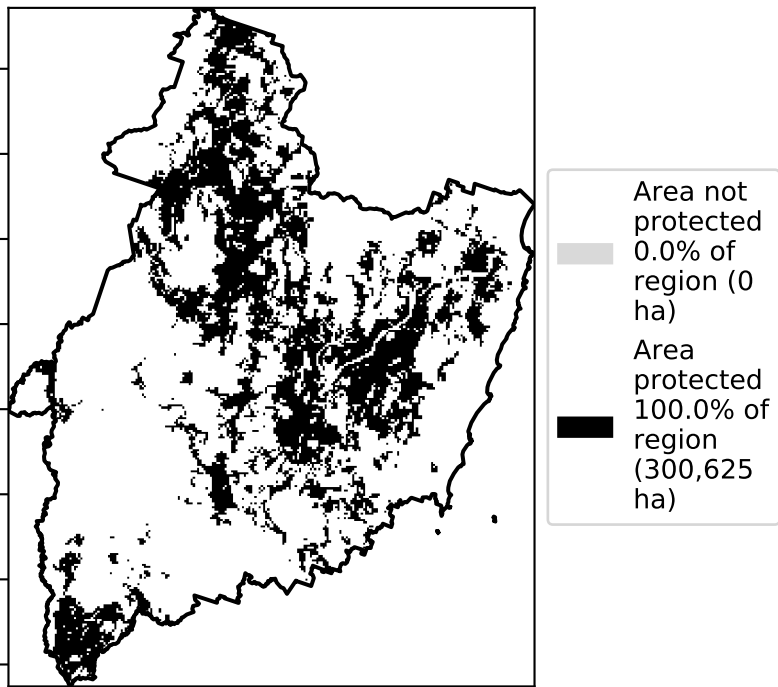 Area not
protected
0.0% of
region (0
ha)
Area
protected
100.0% of
region
(300,625
ha)